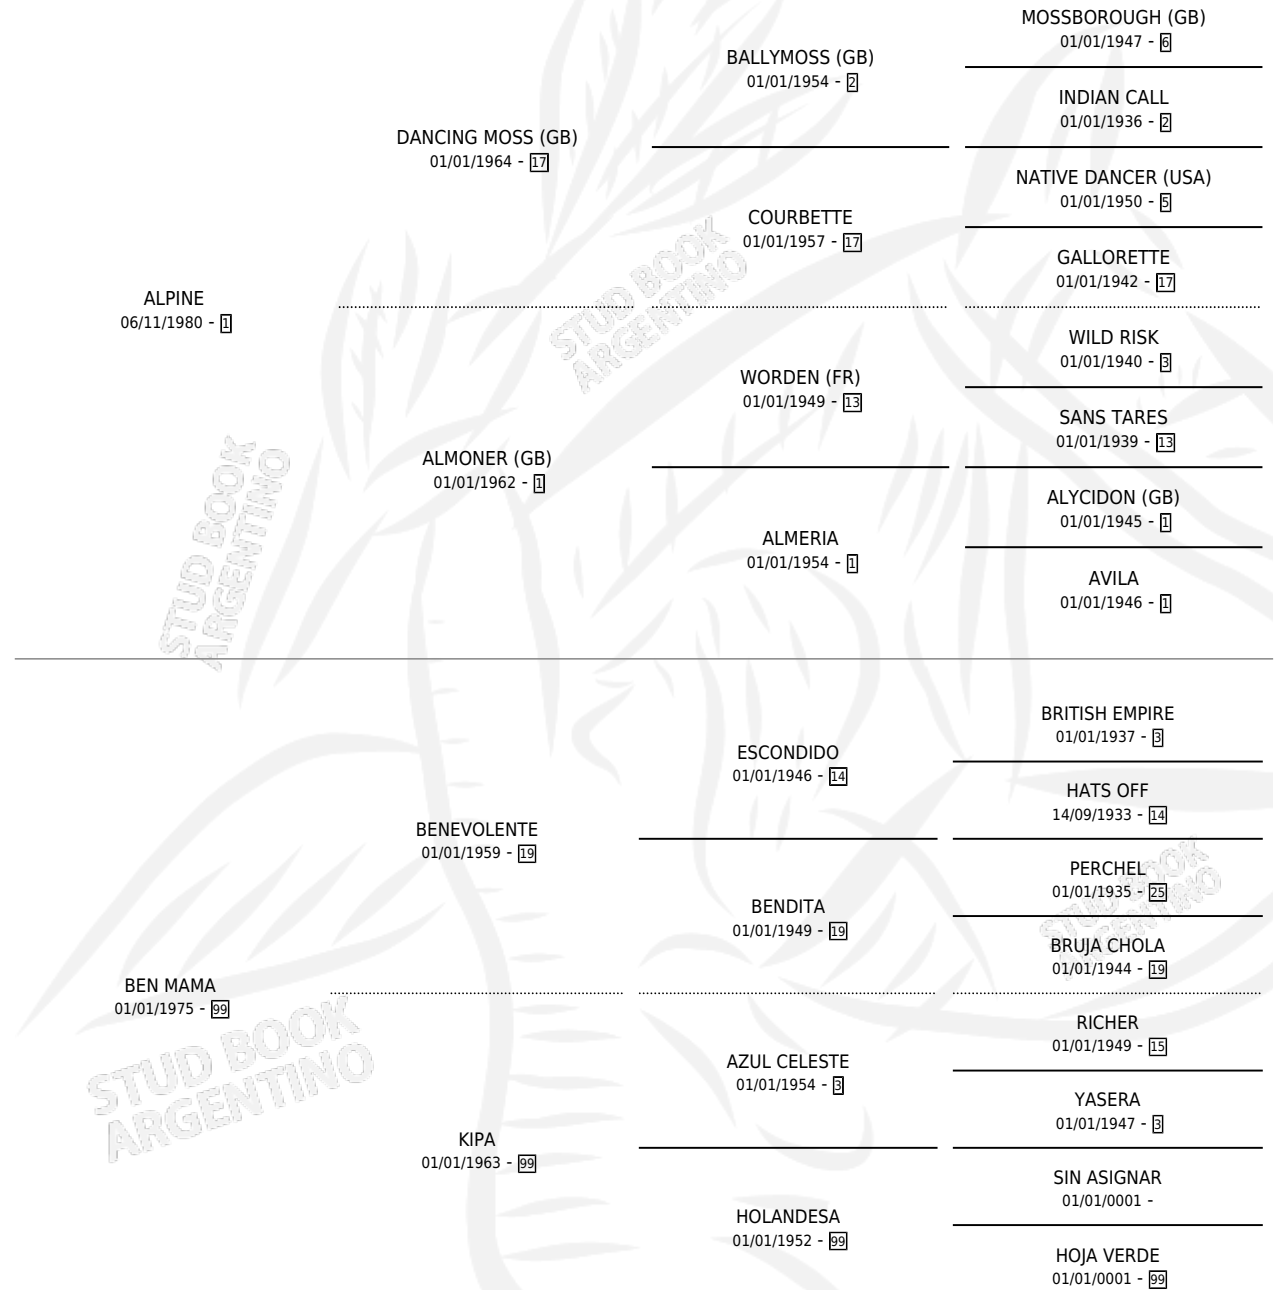 MOSSBOROUGH (GB)
01/01/1947 - 6
BALLYMOSS (GB)
01/01/1954 - 2
INDIAN CALL
01/01/1936 - 2
DANCING MOSS (GB)
01/01/1964 - 17
NATIVE DANCER (USA)
01/01/1950 - 5
COURBETTE
01/01/1957 - 17
GALLORETTE
01/01/1942 - 17
ALPINE
06/11/1980 - 1
STUD BOOK
ARGENTINO
WILD RISK
01/01/1940 - 3
WORDEN (FR)
01/01/1949 - 13
SANS TARES
01/01/1939 - 13
ALMONER (GB)
01/01/1962 - 1
ALYCIDON (GB)
01/01/1945 - 1
ALMERIA
01/01/1954 - 1
AVILA
01/01/1946 - 1
STUD BOOK
ARGENTINO
BRITISH EMPIRE
01/01/1937 - 3
ESCONDIDO
01/01/1946 - 14
HATS OFF
14/09/1933 - 14
BENEVOLENTE
01/01/1959 - 19
PERCHEL
01/01/1935 - 25
BENDITA
01/01/1949 - 19
STUD BOOK
ARGENTINO
BRUJA CHOLA
01/01/1944 - 19
BEN MAMA
01/01/1975 - 99
RICHER
01/01/1949 - 15
STUD BOOK
ARGENTINO
AZUL CELESTE
01/01/1954 - 3
YASERA
01/01/1947 - 3
KIPA
01/01/1963 - 99
SIN ASIGNAR
01/01/0001 -
HOLANDESA
01/01/1952 - 99
HOJA VERDE
01/01/0001 - 99